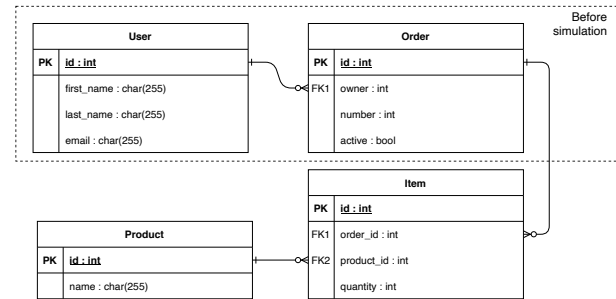 Before
simulation
User
PK id : int
first_name : char(255)
last_name : char(255)
email : char(255)
Order
PK id : int
FK1 owner : int
number : int
active : bool
Item
PK id : int
FK1 order_id : int
FK2 product_id : int
quantity : int
Product
PK id : int
name : char(255)